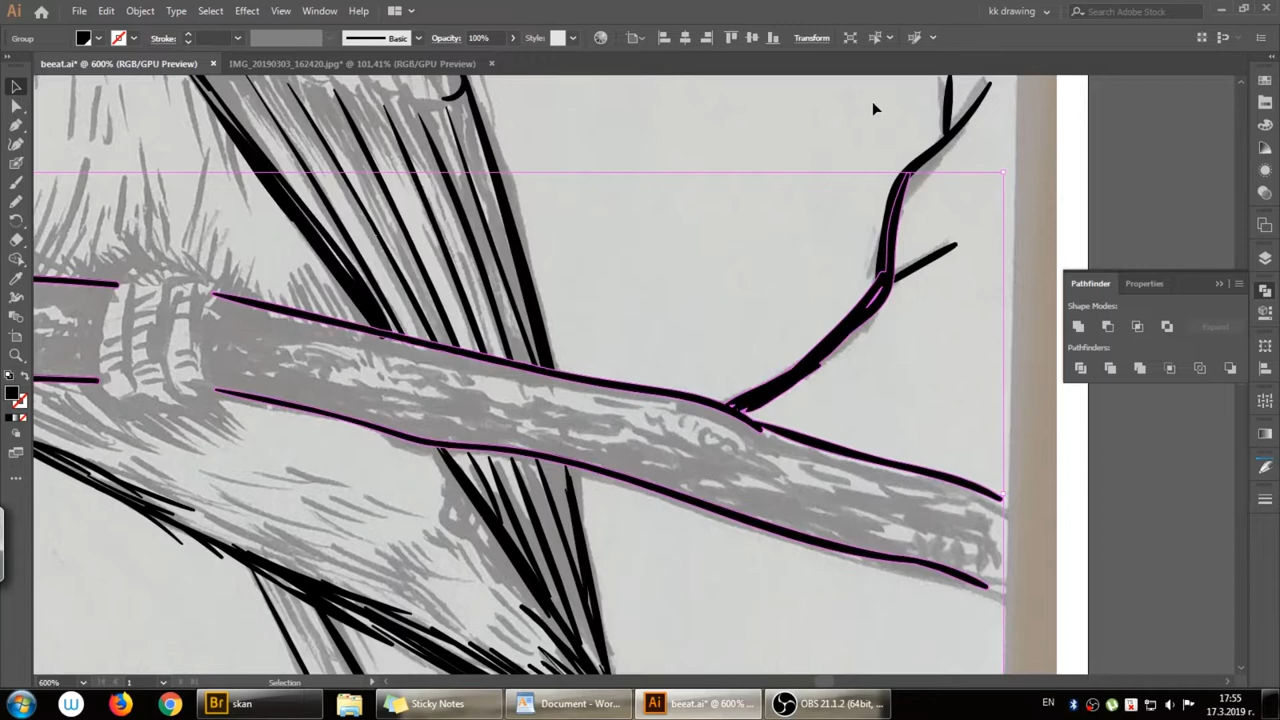 Ai File Edit Object Type Select Effect View Window Help kk drawing Search Adobe Stock
Group Stroke: Basic Opacity: 100% Style: Transform
beeat.ai* @ 600% (RGB/GPU Preview) × IMG_20190303_162420.jpg* @ 101,41% (RGB/GPU Preview) ×
Pathfinder Properties
Shape Modes:
Expand
Pathfinders:
600% 1 Selection
Br skan Sticky Notes Document - Wor... Ai beeat.ai* @ 600% ... OBS 21.1.2 (64bit, ... EN 17:55
17.3.2019 г.